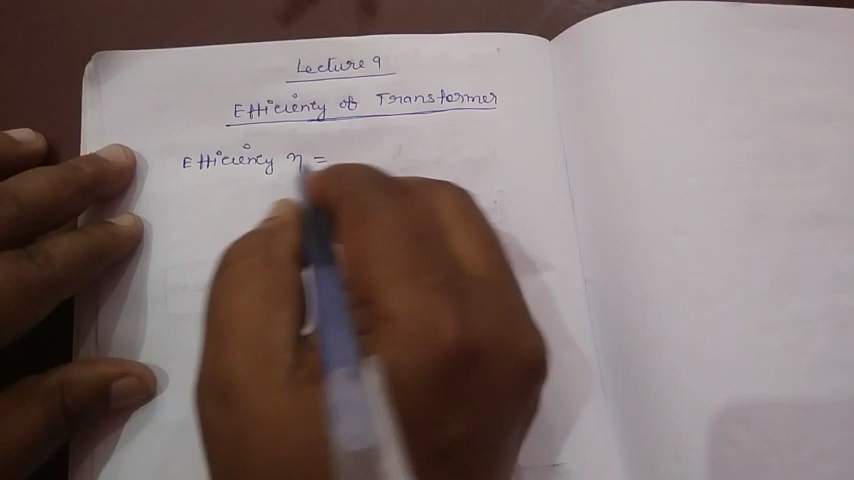 Lecture 9
Efficiency of Transformer
Efficiency η =